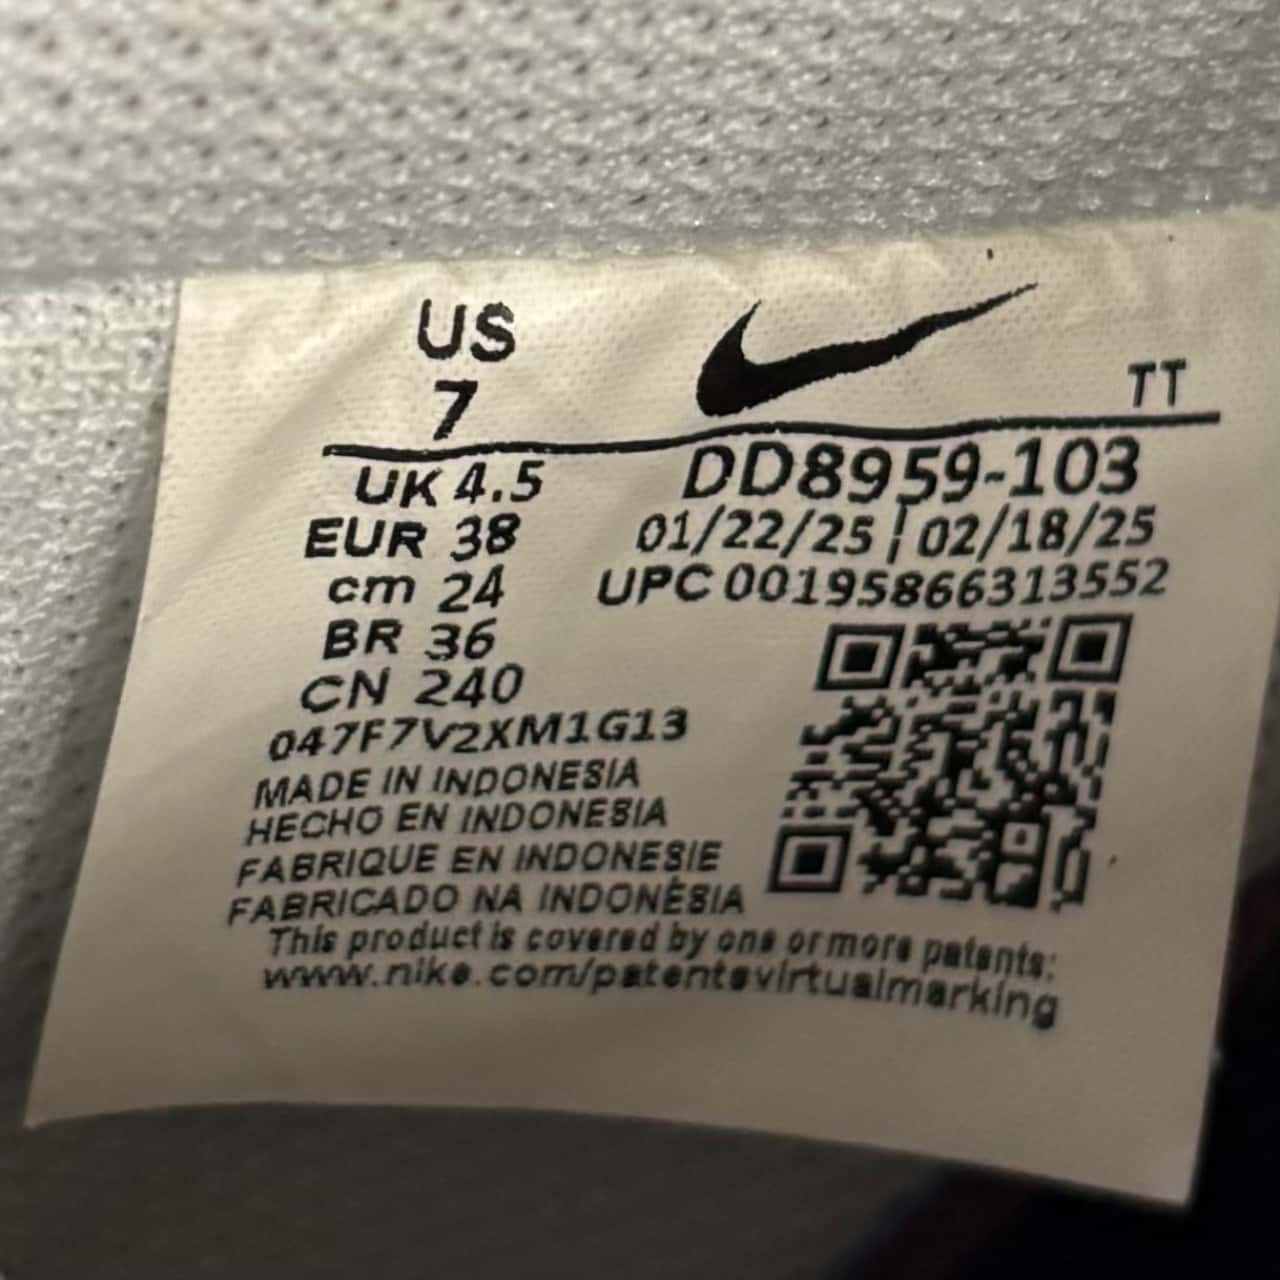 US
7
TT
UK 4.5
EUR 38
cm 24
BR 36
CN 240
DD8959-103
01/22/25 | 02/18/25
UPC 00195866313552
047F7V2XM1G13
MADE IN INDONESIA
HECHO EN INDONESIA
FABRIQUE EN INDONESIE
FABRICADO NA INDONÉSIA
This product is covered by one or more patents:
www.nike.com/patentsvirtualmarking